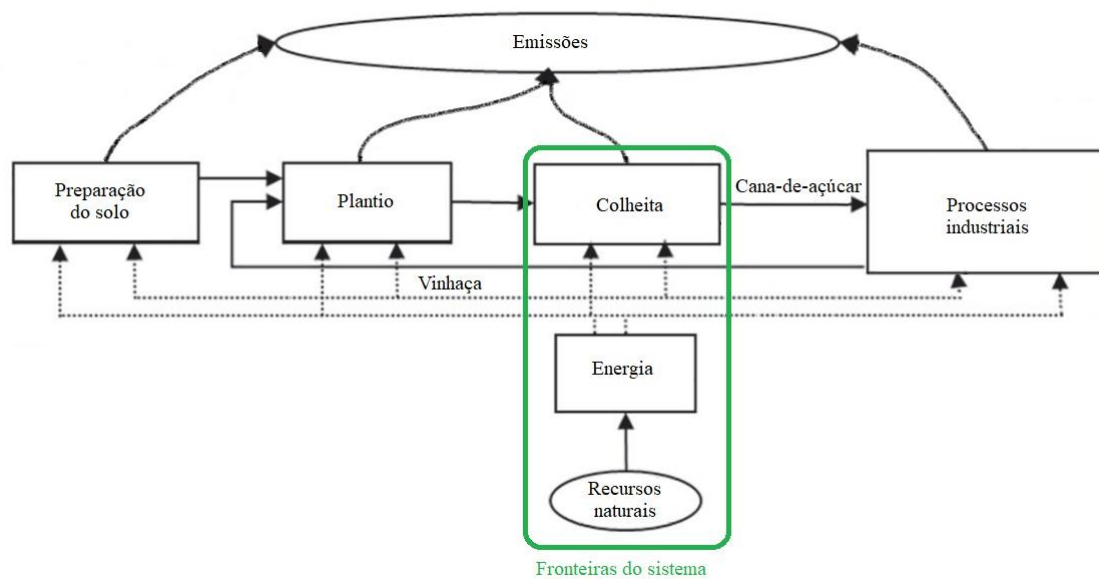 Emissões
Preparação
do solo
Plantio
Colheita
Cana-de-açúcar
Processos
industriais
Vinhaça
Energia
Recursos
naturais
Fronteiras do sistema